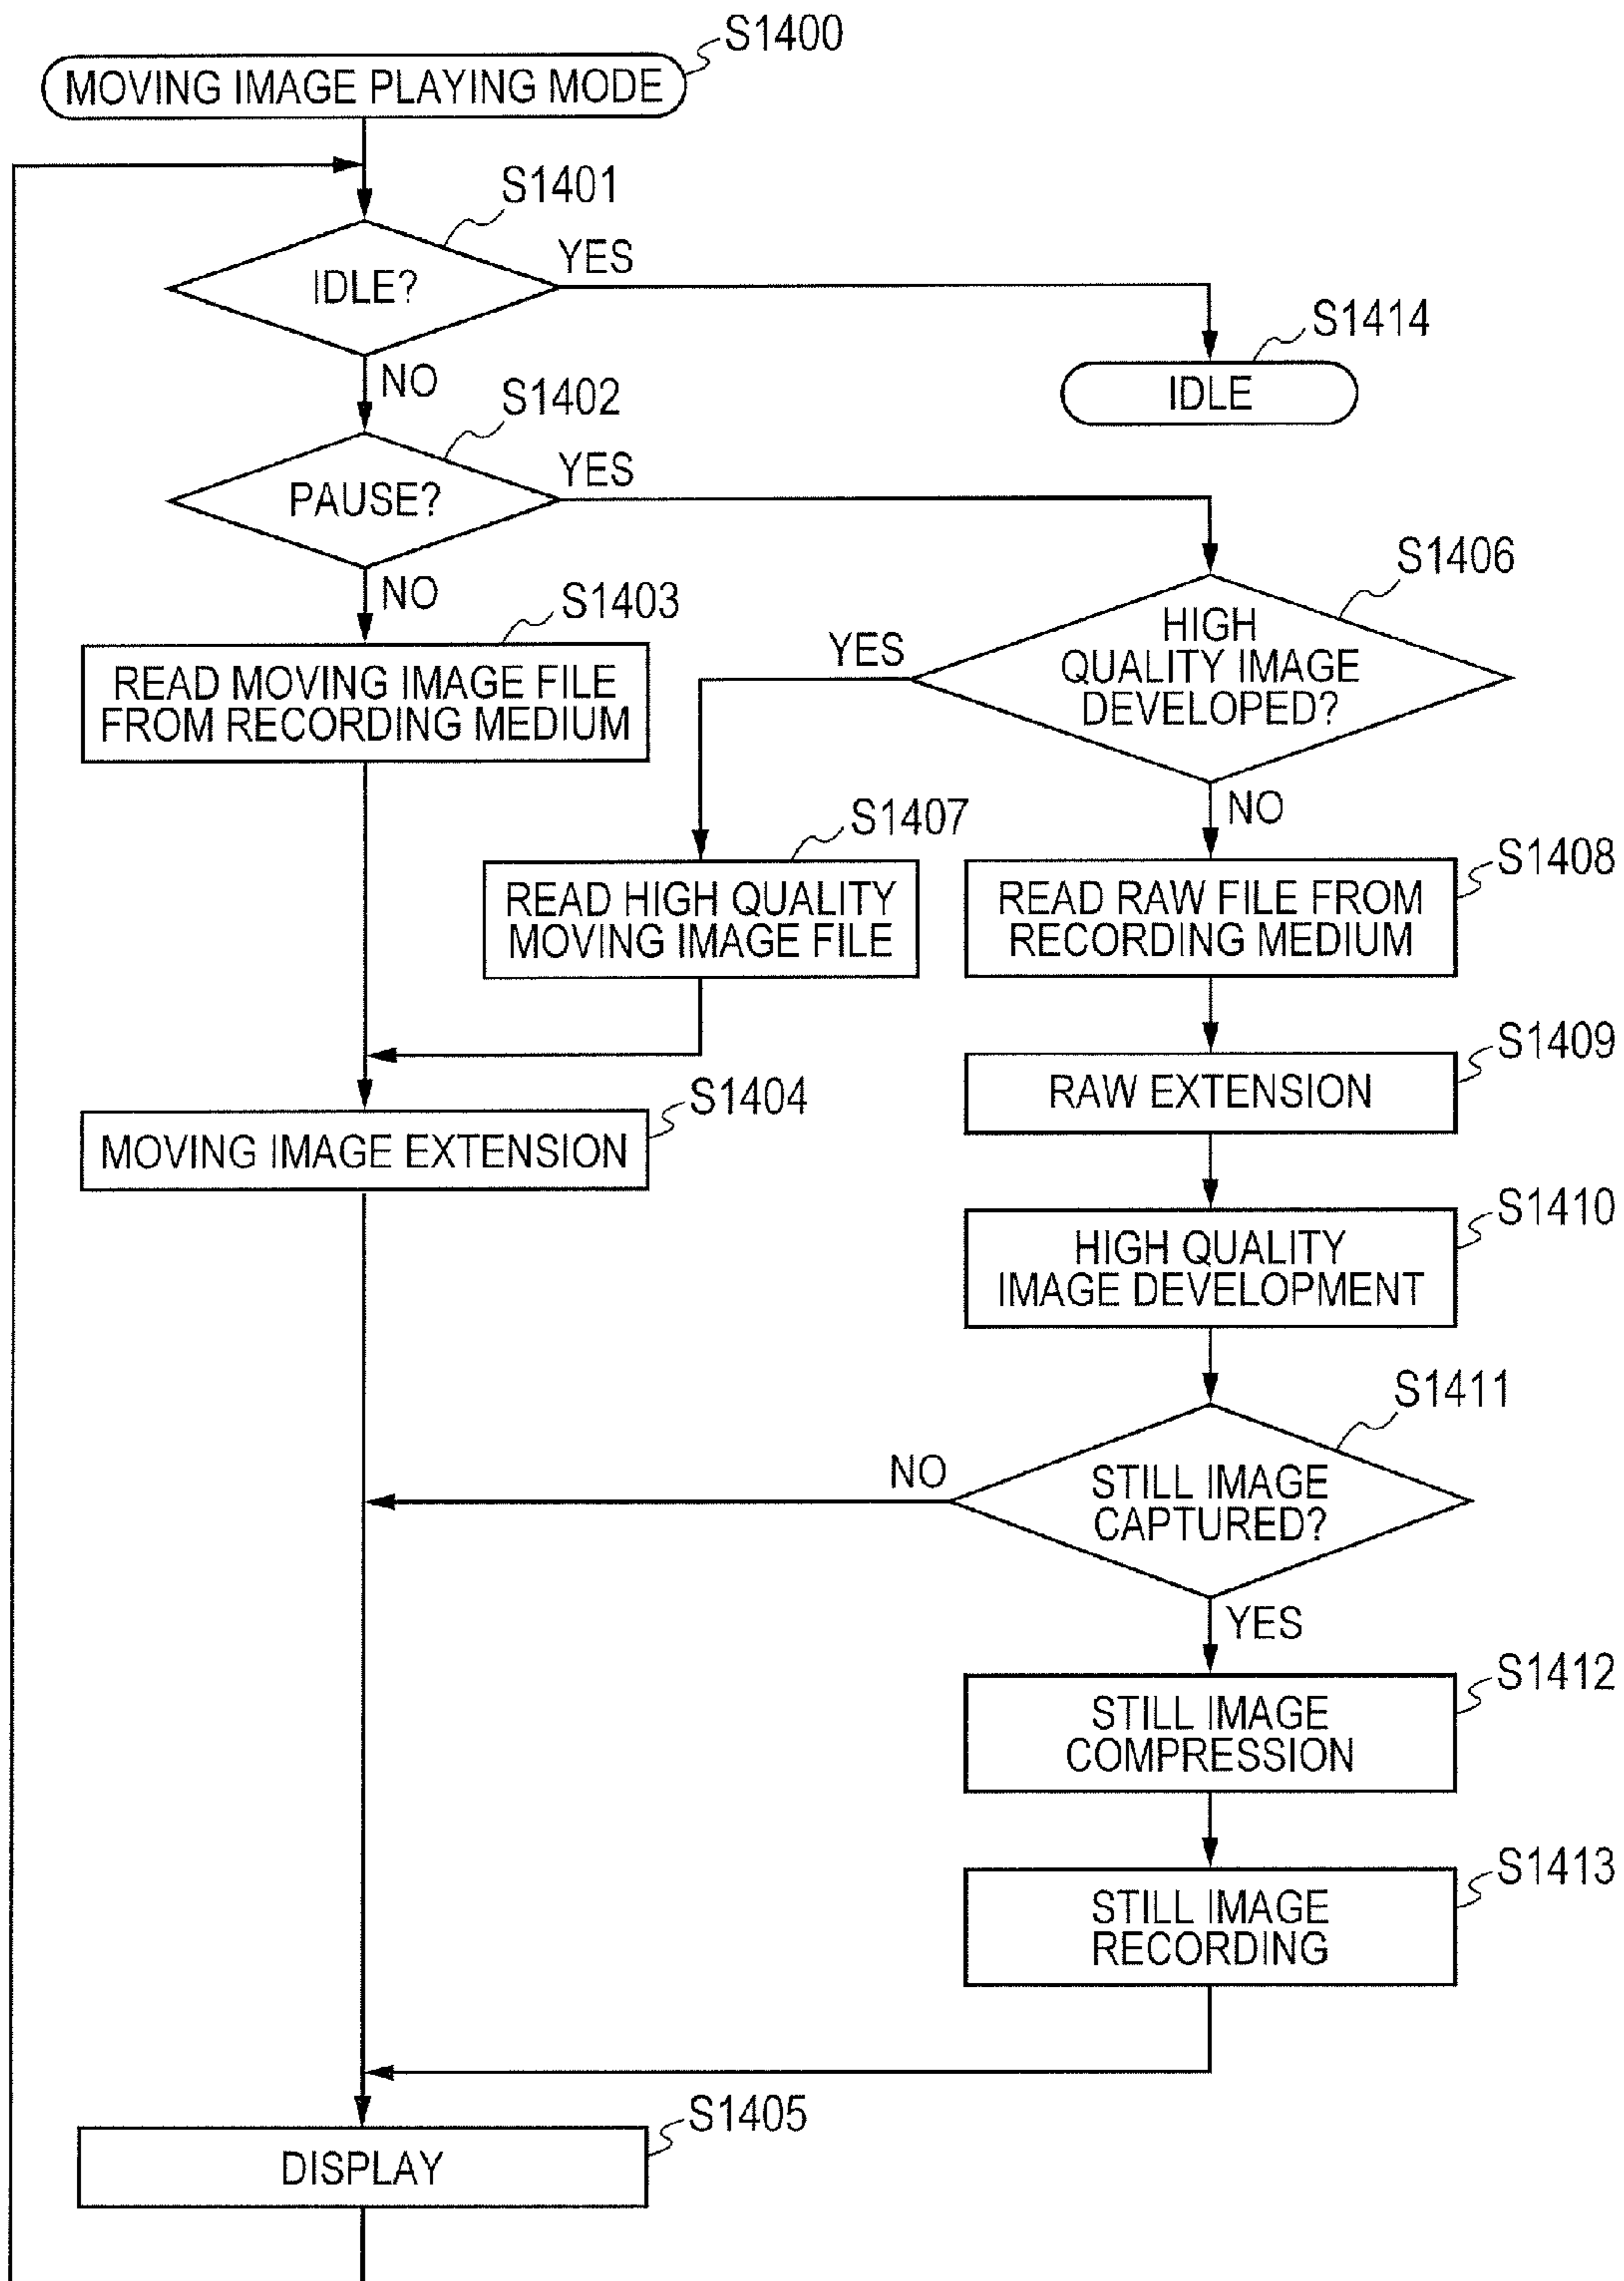 S1400
MOVING IMAGE PLAYING MODE
S1401
IDLE?
YES
NO
S1414
IDLE
S1402
PAUSE?
YES
NO
S1406
HIGH
QUALITY IMAGE
DEVELOPED?
YES
NO
S1403
READ MOVING IMAGE FILE
FROM RECORDING MEDIUM
S1407
READ HIGH QUALITY
MOVING IMAGE FILE
S1408
READ RAW FILE FROM
RECORDING MEDIUM
S1409
RAW EXTENSION
S1404
MOVING IMAGE EXTENSION
S1410
HIGH QUALITY
IMAGE DEVELOPMENT
S1411
STILL IMAGE
CAPTURED?
NO
YES
S1412
STILL IMAGE
COMPRESSION
S1413
STILL IMAGE
RECORDING
S1405
DISPLAY